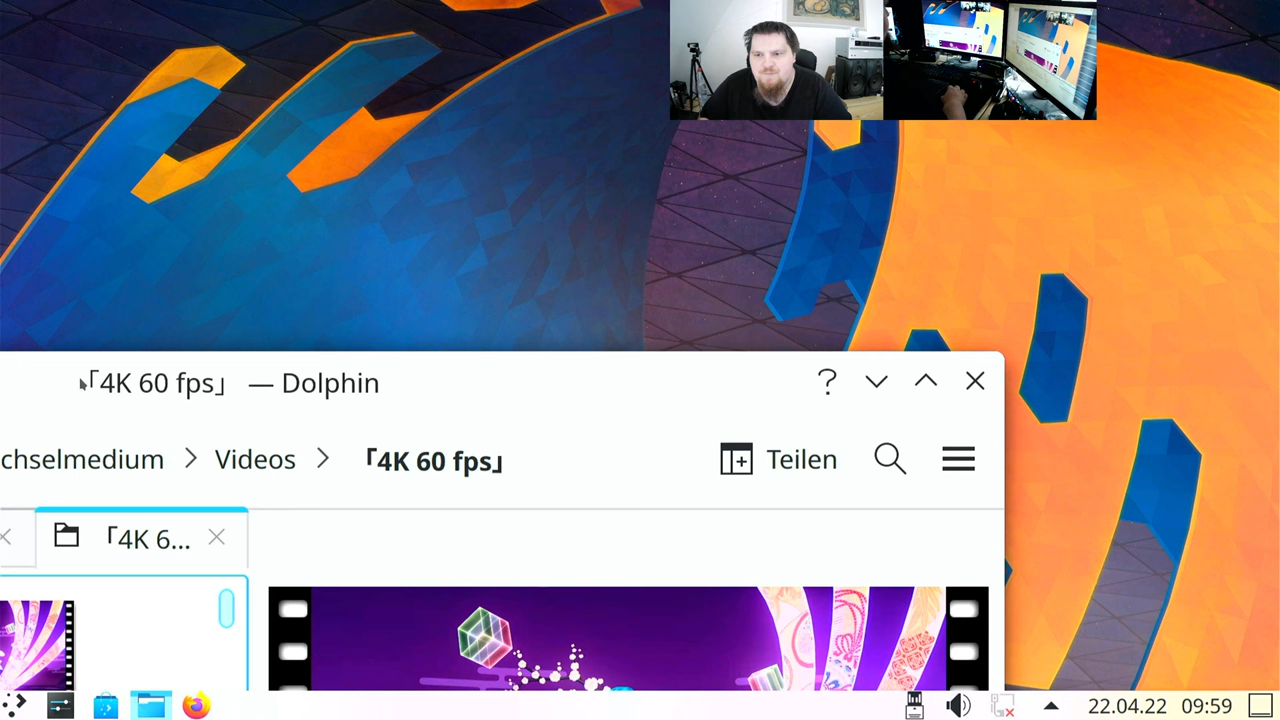 「4K 60 fps」 — Dolphin
chselmedium > Videos > 「4K 60 fps」 Teilen
「4K 6...
22.04.22 09:59